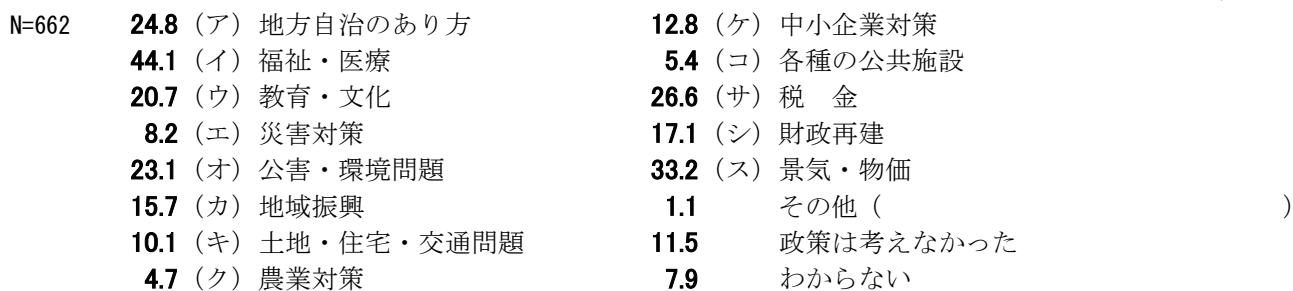 N=662 24.8（ア）地方自治のあり方 12.8（ケ）中小企業対策
44.1（イ）福祉・医療 5.4（コ）各種の公共施設
20.7（ウ）教育・文化 26.6（サ）税　金
8.2（エ）災害対策 17.1（シ）財政再建
23.1（オ）公害・環境問題 33.2（ス）景気・物価
15.7（カ）地域振興 1.1 その他（　　　　　　　　　　）
10.1（キ）土地・住宅・交通問題 11.5 政策は考えなかった
4.7（ク）農業対策 7.9 わからない